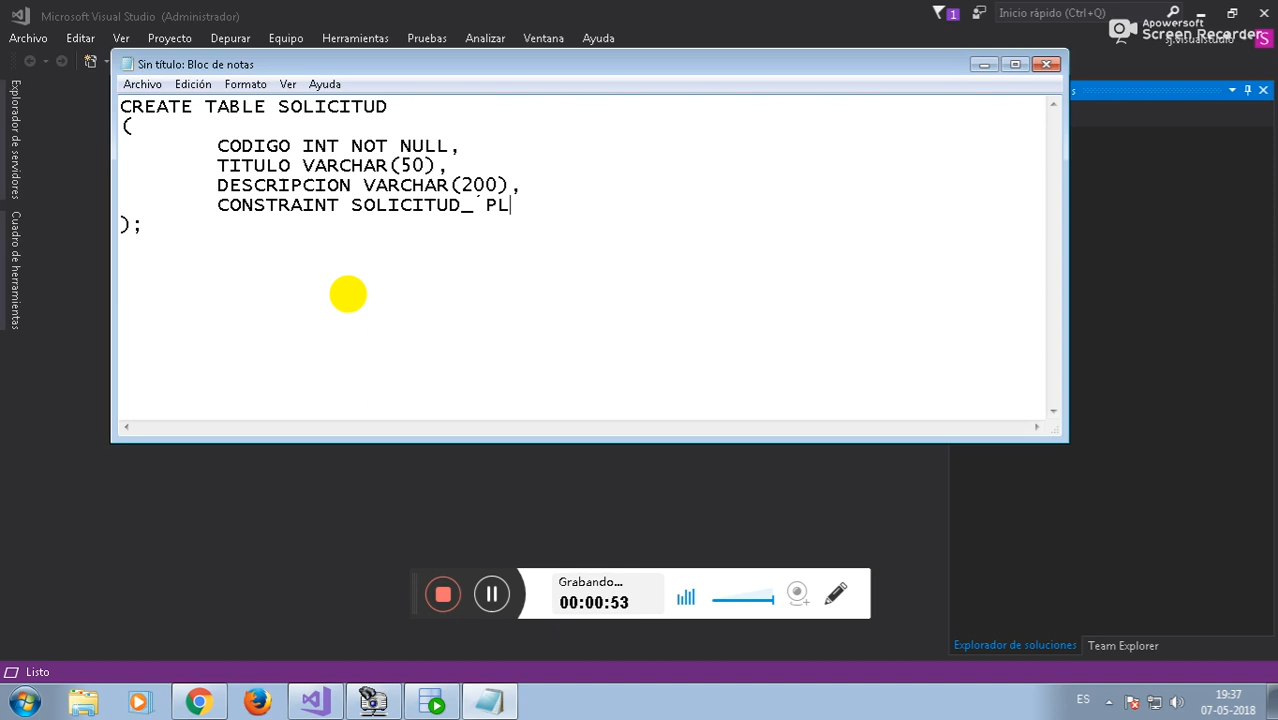 Microsoft Visual Studio (Administrador)
1
Inicio rápido (Ctrl+Q)
Apowersoft
Screen Recorder
Archivo Editar Ver Proyecto Depurar Equipo Herramientas Pruebas Analizar Ventana Ayuda
sj.visualstudio
S
Sin título: Bloc de notas
Archivo Edición Formato Ver Ayuda
s
Explorador de servidores
Cuadro de herramientas
CREATE TABLE SOLICITUD
(
CODIGO INT NOT NULL,
TITULO VARCHAR(50),
DESCRIPCION VARCHAR(200),
CONSTRAINT SOLICITUD_´PL
);
Grabando...
00:00:53
Explorador de soluciones Team Explorer
Listo
ES
19:37
07-05-2018